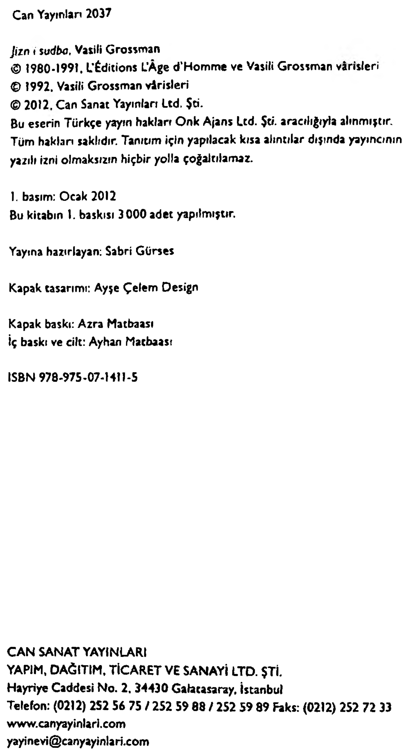 Can Yayınları 2037
Jizn i sudba, Vasili Grossman
© 1980-1991, L'Éditions L'Âge d'Homme ve Vasili Grossman vârisleri
© 1992, Vasili Grossman vârisleri
© 2012, Can Sanat Yayınları Ltd. Şti.
Bu eserin Türkçe yayın hakları Onk Ajans Ltd. Şti. aracılığıyla alınmıştır.
Tüm hakları saklıdır. Tanıtım için yapılacak kısa alıntılar dışında yayıncının
yazılı izni olmaksızın hiçbir yolla çoğaltılamaz.
1. basım: Ocak 2012
Bu kitabın 1. baskısı 3000 adet yapılmıştır.
Yayına hazırlayan: Sabri Gürses
Kapak tasarımı: Ayşe Çelem Design
Kapak baskı: Azra Matbaası
İç baskı ve cilt: Ayhan Matbaası
ISBN 978-975-07-1411-5
CAN SANAT YAYINLARI
YAPIM, DAĞITIM, TİCARET VE SANAYİ LTD. ŞTİ.
Hayriye Caddesi No. 2, 34430 Galatasaray, İstanbul
Telefon: (0212) 252 56 75 / 252 59 88 / 252 59 89 Faks: (0212) 252 72 33
www.canyayinlari.com
yayinevi@canyayinlari.com